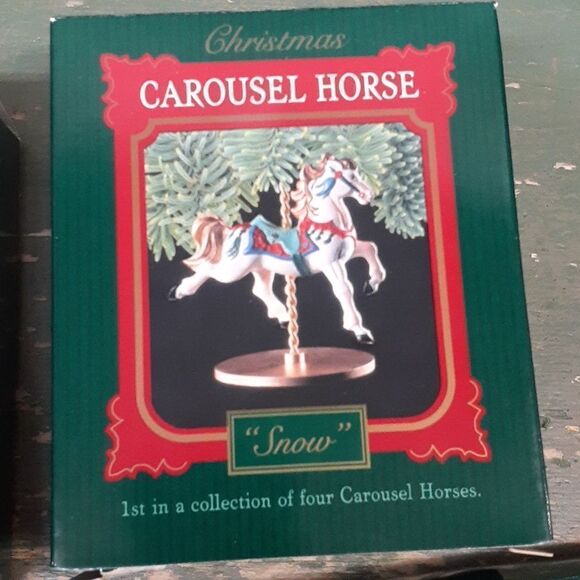 Christmas
CAROUSEL HORSE
"Snow"
1st in a collection of four Carousel Horses.